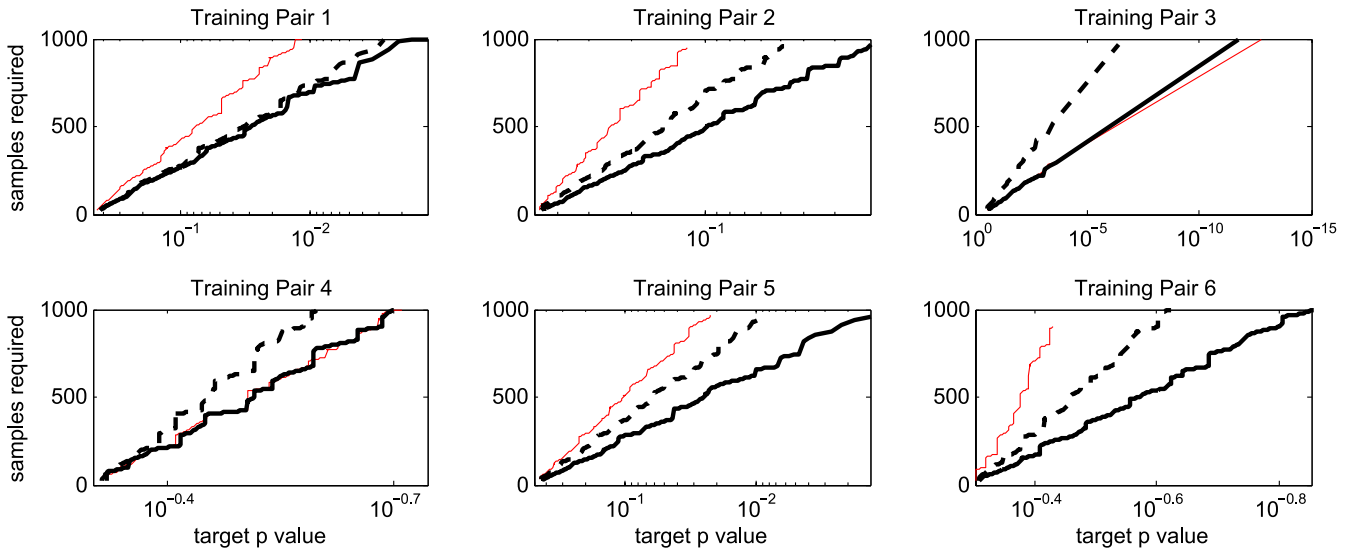 Training Pair 1
Training Pair 2
Training Pair 3
samples required
1000
500
0
10^-1
10^-2
1000
500
0
10^-1
1000
500
0
10^0
10^-5
10^-10
10^-15
Training Pair 4
Training Pair 5
Training Pair 6
samples required
1000
500
0
10^-0.4
10^-0.7
target p value
1000
500
0
10^-1
10^-2
target p value
1000
500
0
10^-0.4
10^-0.6
10^-0.8
target p value